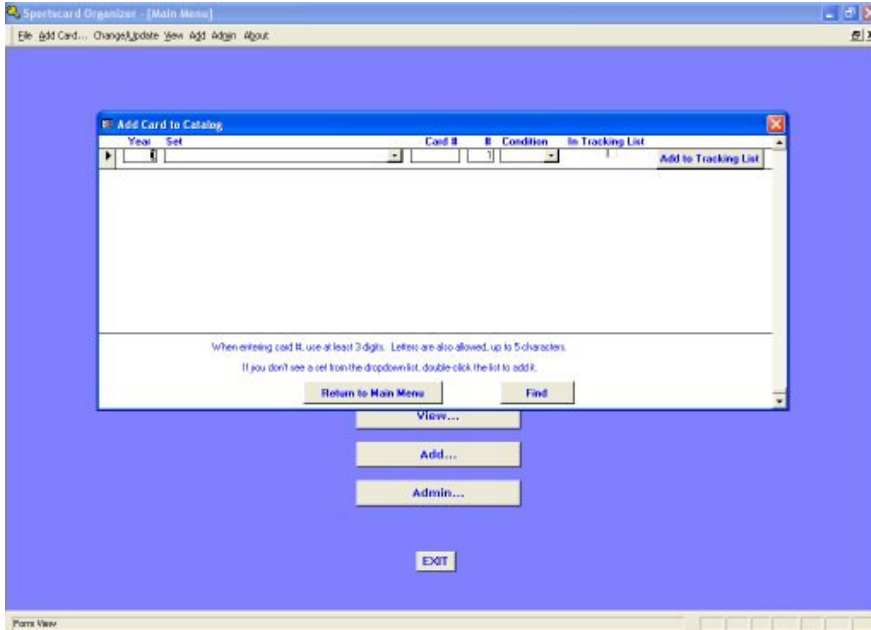 Sportscard Organizer - [Main Menu]
File Add Card... Change/Update View Add Admin About
Add Card to Catalog
Year Set Card # # Condition In Tracking List
1 Add to Tracking List
When entering card #, use at least 3 digits. Letters are also allowed, up to 5 characters.
If you don't see a set from the dropdown list, double-click the list to add it.
Return to Main Menu Find
View...
Add...
Admin...
EXIT
Form View